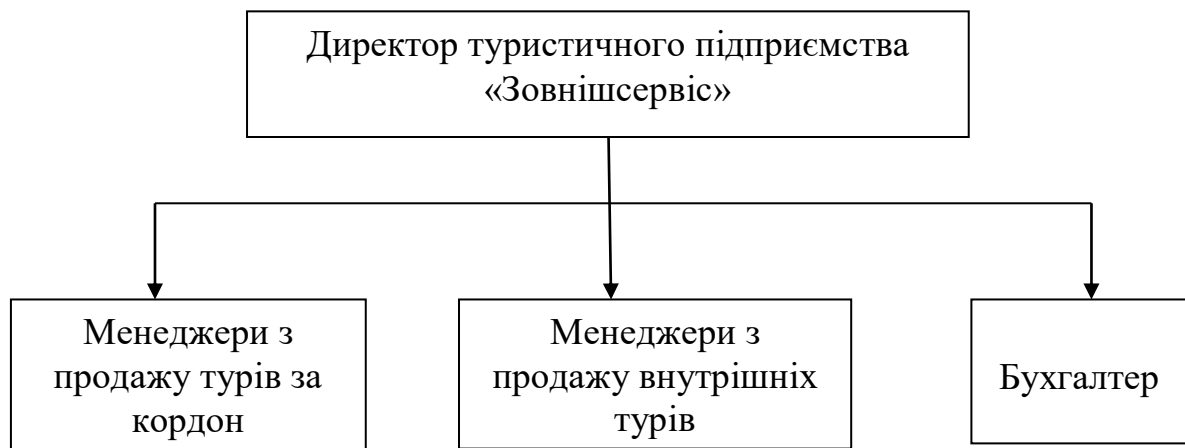 Директор туристичного підприємства
«Зовнішсервіс»
Менеджери з
продажу турів за
кордон
Менеджери з
продажу внутрішніх
турів
Бухгалтер